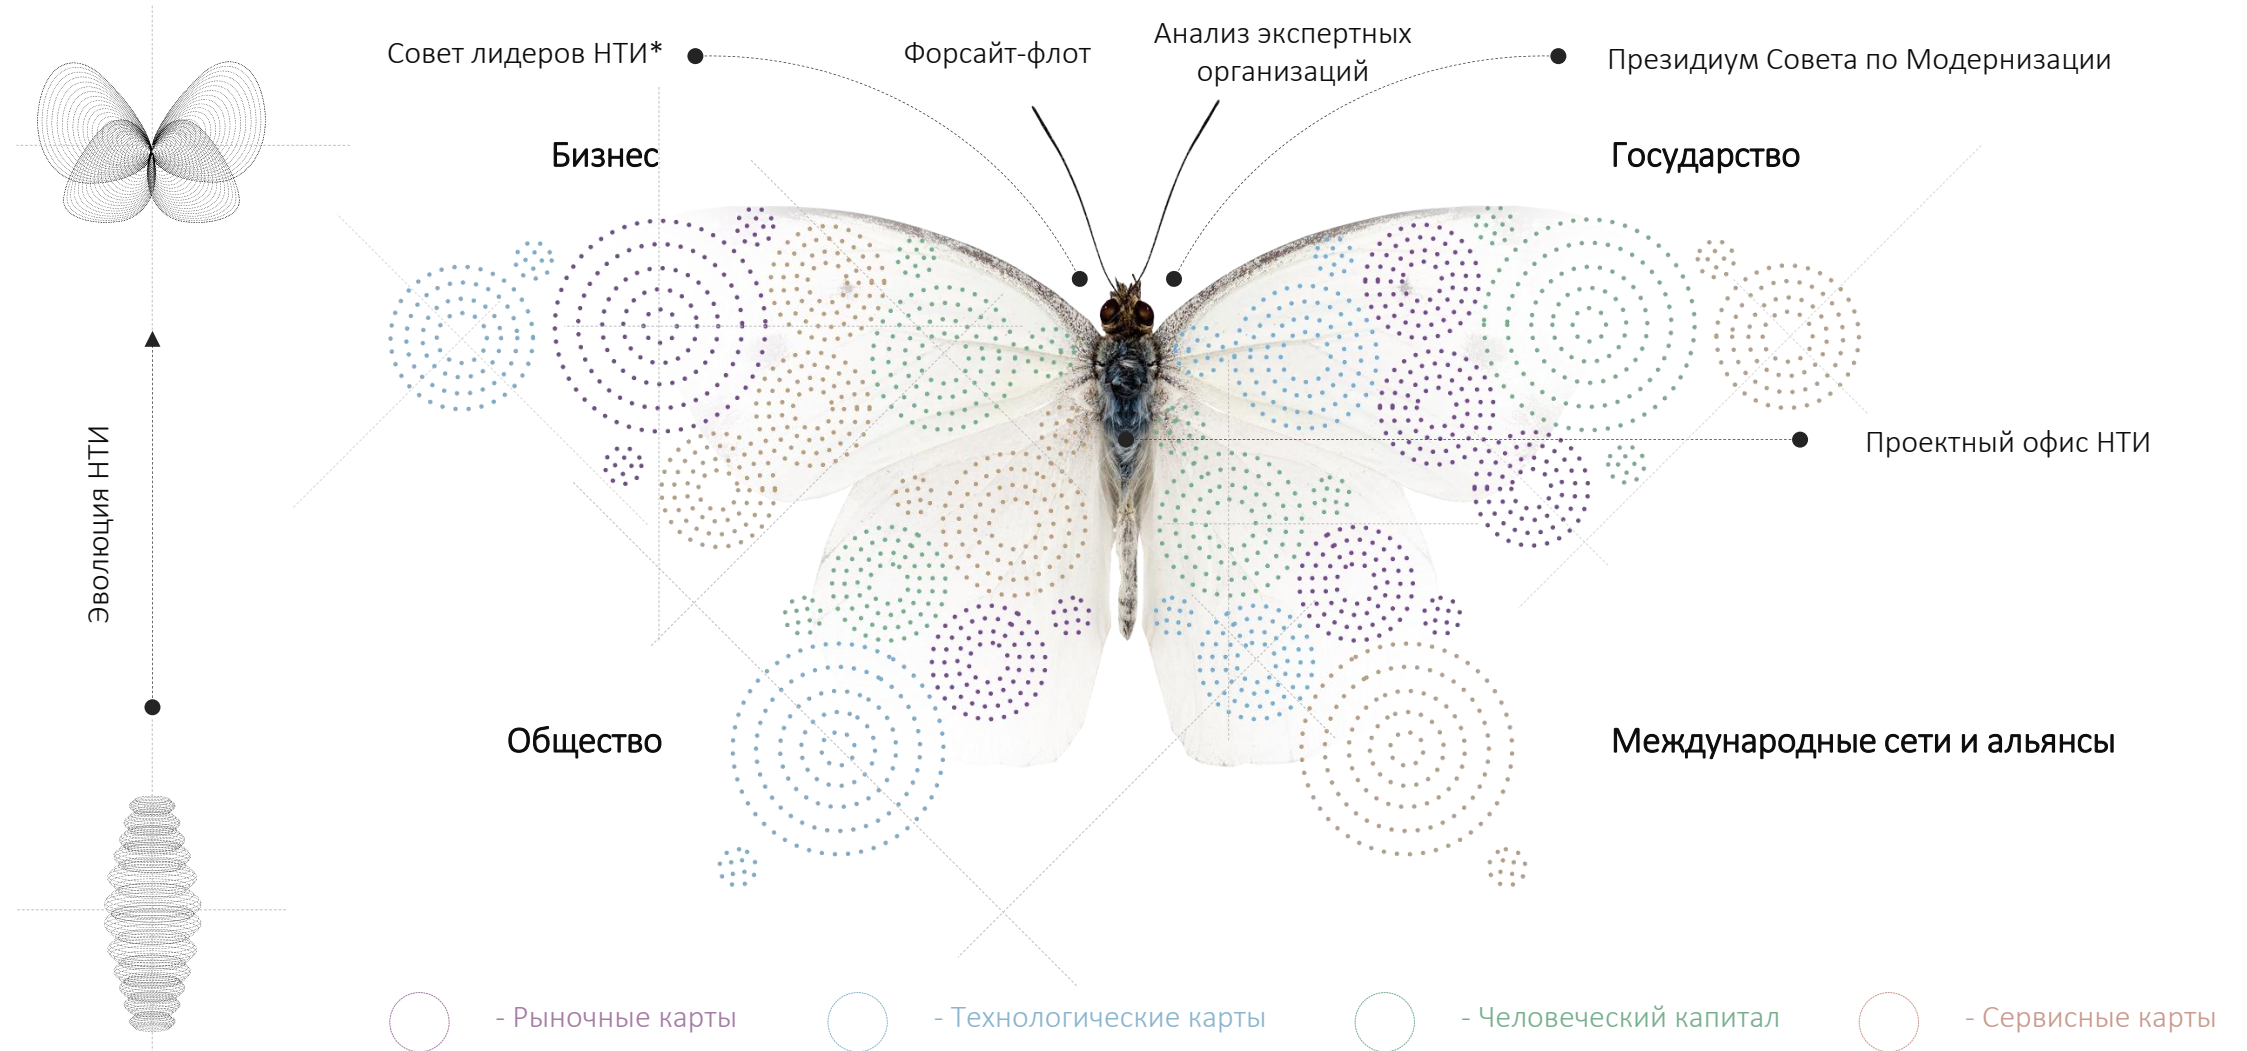 Совет лидеров НТИ*
Форсайт-флот
Анализ экспертных
организаций
Президиум Совета по Модернизации
Бизнес
Государство
Эволюция НТИ
Проектный офис НТИ
Общество
Международные сети и альянсы
- Рыночные карты
- Технологические карты
- Человеческий капитал
- Сервисные карты